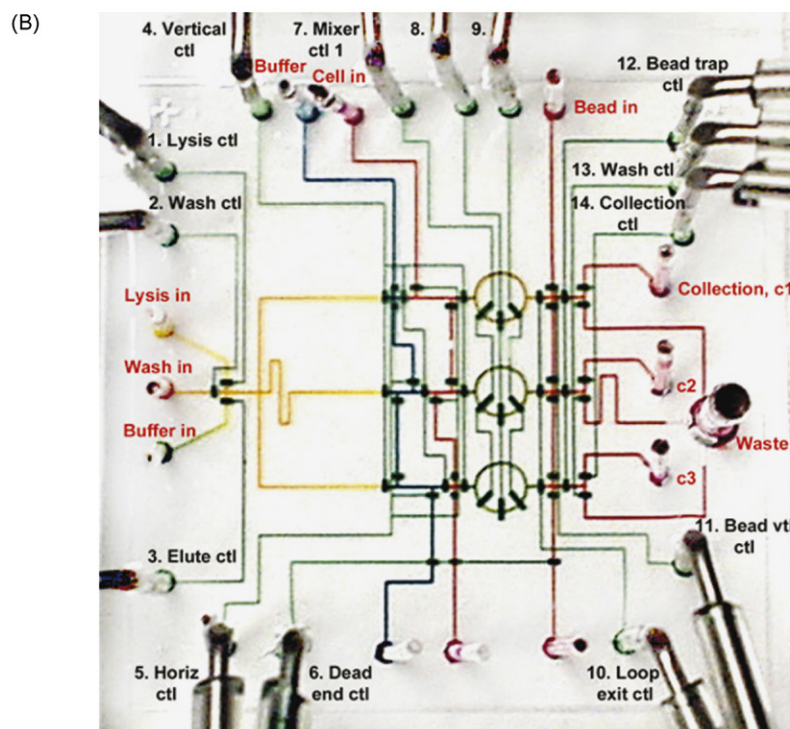 (B)
4. Vertical
ctl
7. Mixer
ctl 1
8.
9.
12. Bead trap
ctl
Buffer
Cell in
Bead in
1. Lysis ctl
13. Wash ctl
2. Wash ctl
14. Collection
ctl
Lysis in
Collection, c1
Wash in
c2
Buffer in
Waste
c3
3. Elute ctl
11. Bead vtl
ctl
5. Horiz
ctl
6. Dead
end ctl
10. Loop
exit ctl